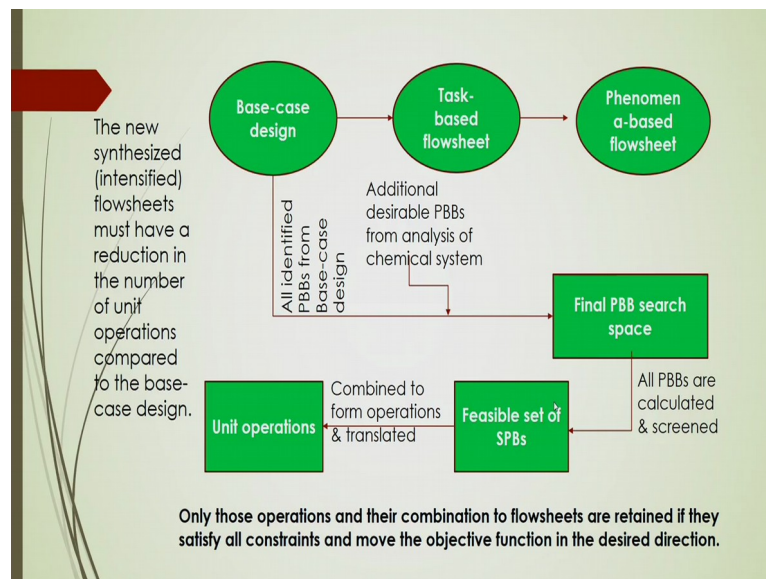 Base-case
design
Task-
based
flowsheet
Phenomen
a-based
flowsheet
The new
synthesized
(intensified)
flowsheets
must have a
reduction in
the number
of unit
operations
compared
to the base-
case design.
All identified
PBBs from
Base-case
design
Additional
desirable PBBs
from analysis of
chemical system
Final PBB search
space
All PBBs are
calculated
& screened
Feasible set of
SPBs
Combined to
form operations
& translated
Unit operations
Only those operations and their combination to flowsheets are retained if they
satisfy all constraints and move the objective function in the desired direction.